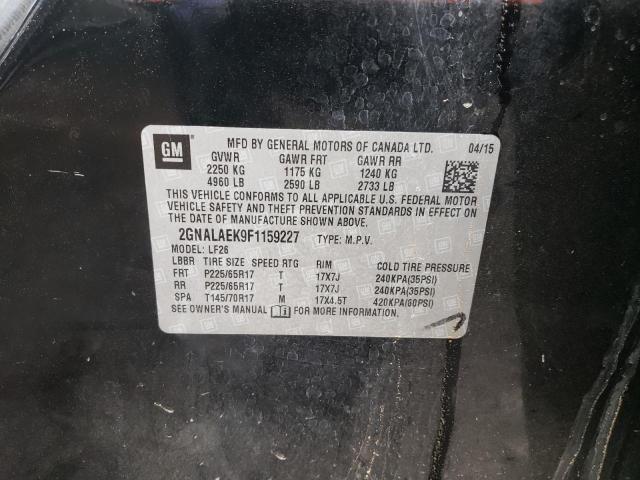 GM
MFD BY GENERAL MOTORS OF CANADA LTD. 04/15
GVWR GAWR FRT GAWR RR
2250 KG 1175 KG 1240 KG
4960 LB 2590 LB 2733 LB
THIS VEHICLE CONFORMS TO ALL APPLICABLE U.S. FEDERAL MOTOR
VEHICLE SAFETY AND THEFT PREVENTION STANDARDS IN EFFECT ON THE DATE OF
MANUFACTURE SHOWN ABOVE.
2GNALAEK9F1159227 TYPE: M.P.V.
MODEL: LF26
LBBR TIRE SIZE SPEED RTG RIM COLD TIRE PRESSURE
FRT P225/65R17 T 17X7J 240KPA(35PSI)
RR P225/65R17 T 17X7J 240KPA(35PSI)
SPA T145/70R17 M 17X4.5T 420KPA(60PSI)
SEE OWNER'S MANUAL FOR MORE INFORMATION.